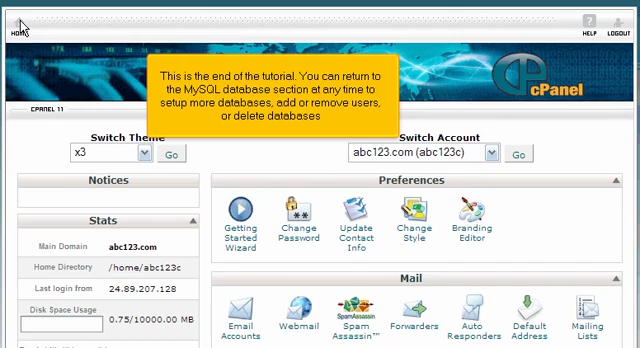 HOME
HELP
LOGOUT
cPanel
CPANEL 11
This is the end of the tutorial. You can return to
the MySQL database section at any time to
setup more databases, add or remove users,
or delete databases
Switch Theme
x3
Go
Switch Account
abc123.com (abc123c)
Go
Notices
Stats
Main Domain abc123.com
Home Directory /home/abc123c
Last login from 24.89.207.128
Disk Space Usage 0.75/10000.00 MB
Preferences
Getting
Started
Wizard
Change
Password
Update
Contact
Info
Change
Style
Branding
Editor
Mail
Email
Accounts
Webmail
SpamAssassin
Spam
Assassin™
Forwarders
Auto
Responders
Default
Address
Mailing
Lists